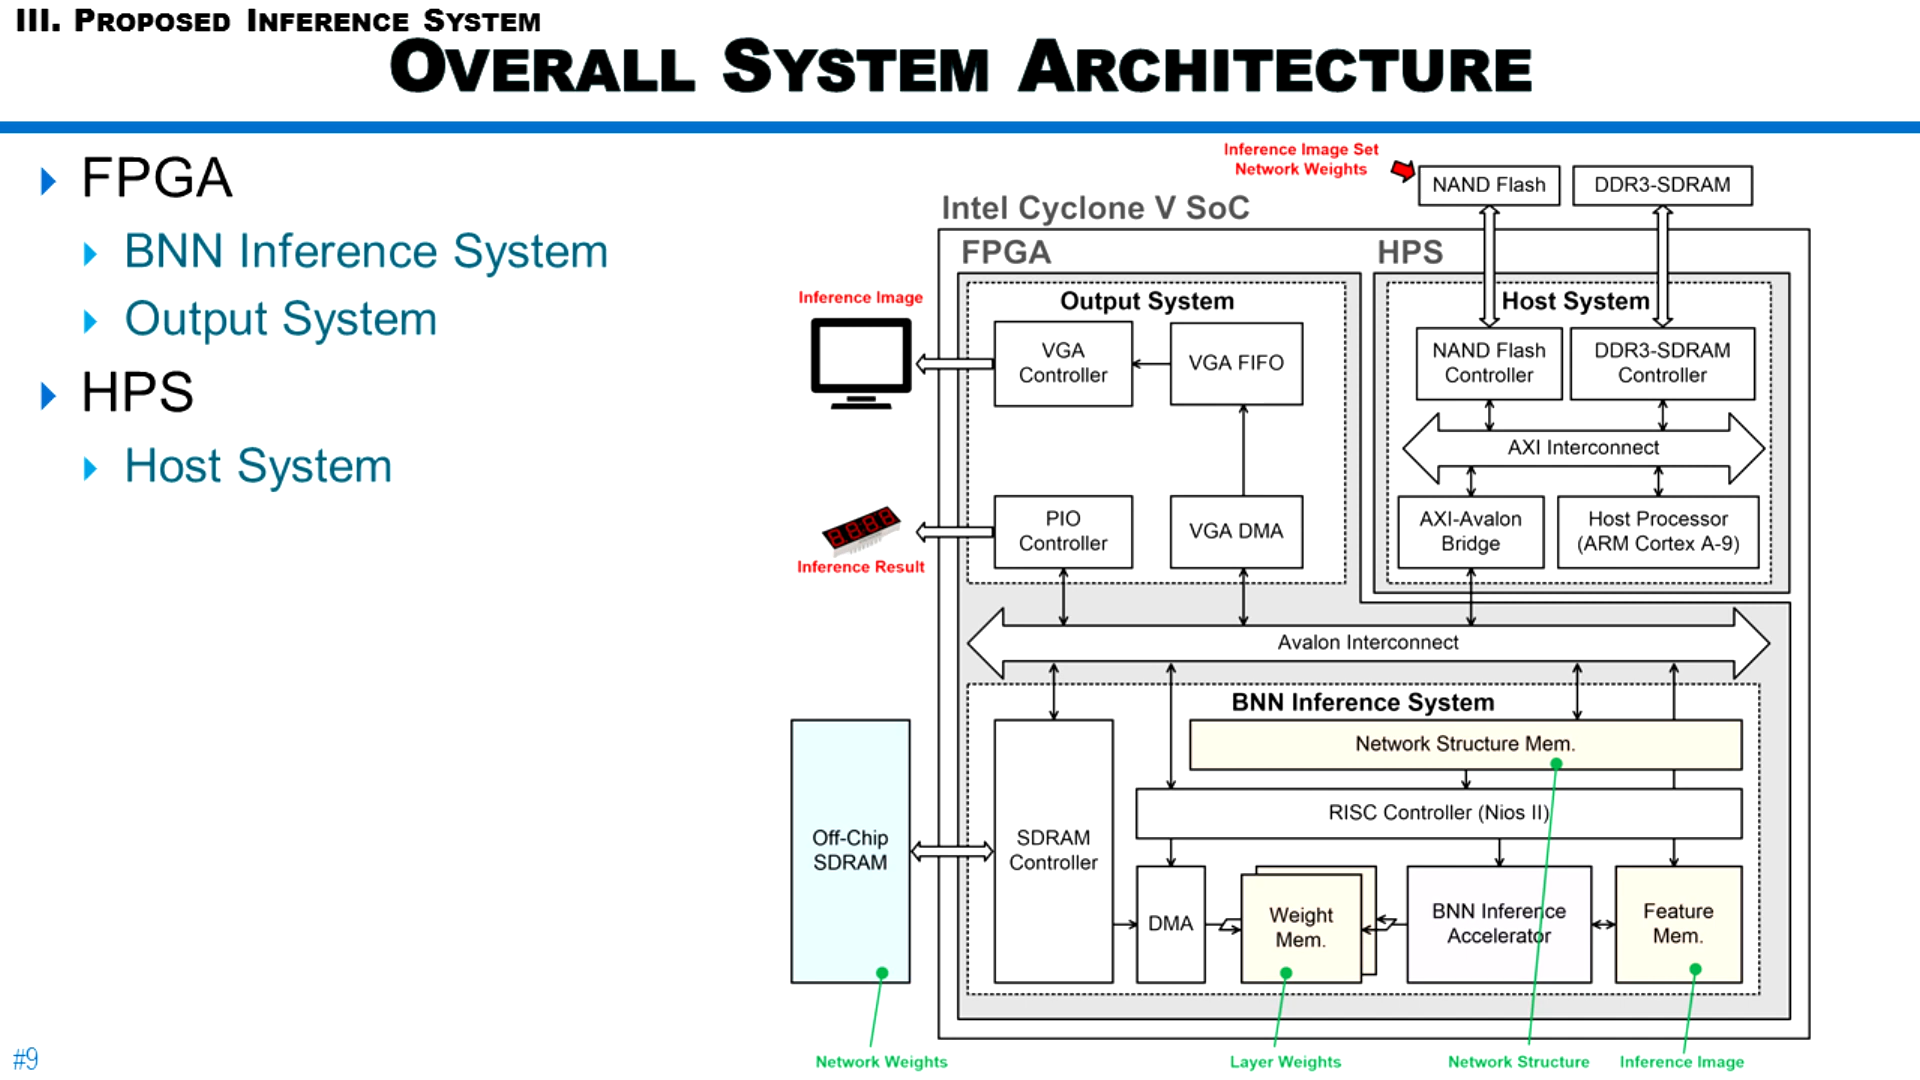 III. PROPOSED INFERENCE SYSTEM
OVERALL SYSTEM ARCHITECTURE
FPGA
BNN Inference System
Output System
HPS
Host System
Inference Image Set
Network Weights
NAND Flash
DDR3-SDRAM
Intel Cyclone V SoC
FPGA
HPS
Inference Image
Output System
VGA
Controller
VGA FIFO
Host System
NAND Flash
Controller
DDR3-SDRAM
Controller
AXI Interconnect
PIO
Controller
VGA DMA
AXI-Avalon
Bridge
Host Processor
(ARM Cortex A-9)
8888
Inference Result
Avalon Interconnect
BNN Inference System
Network Structure Mem.
RISC Controller (Nios II)
Off-Chip
SDRAM
SDRAM
Controller
DMA
Weight
Mem.
BNN Inference
Accelerator
Feature
Mem.
Network Weights
Layer Weights
Network Structure
Inference Image
#9